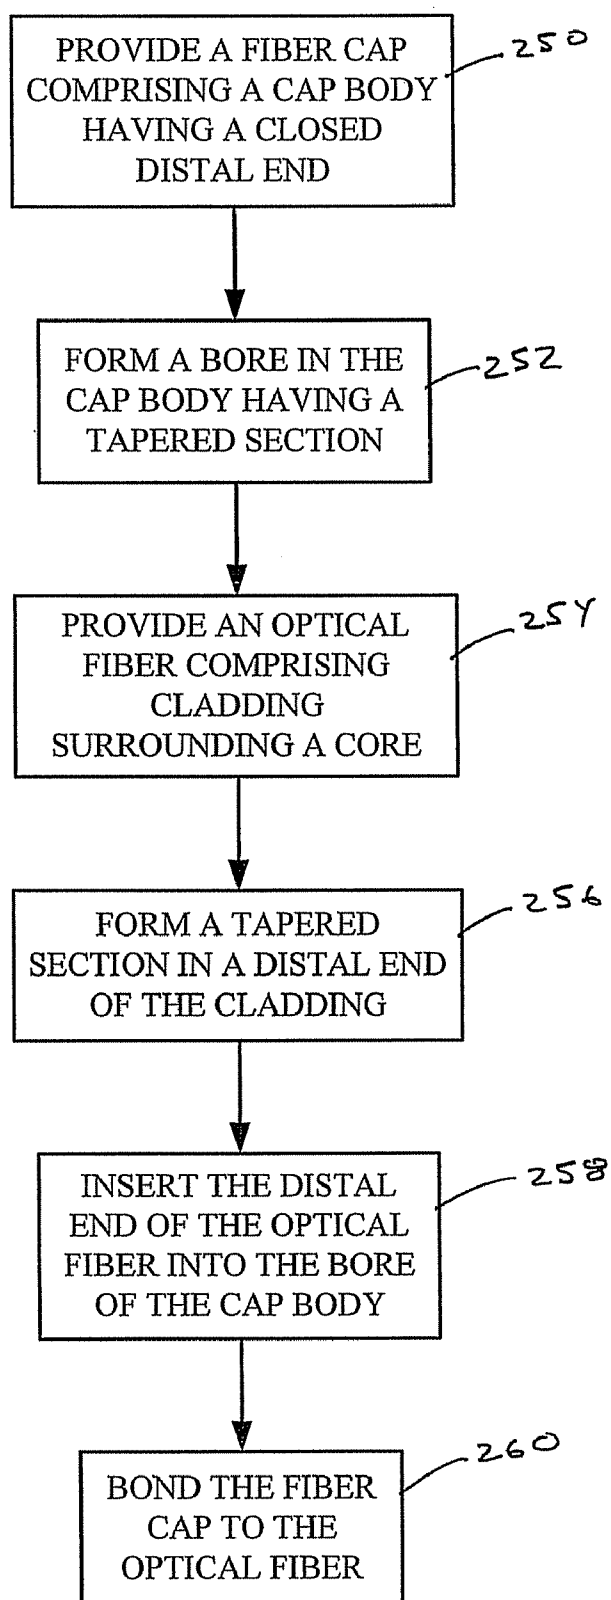 PROVIDE A FIBER CAP
COMPRISING A CAP BODY
HAVING A CLOSED
DISTAL END
250
FORM A BORE IN THE
CAP BODY HAVING A
TAPERED SECTION
252
PROVIDE AN OPTICAL
FIBER COMPRISING
CLADDING
SURROUNDING A CORE
254
FORM A TAPERED
SECTION IN A DISTAL END
OF THE CLADDING
256
INSERT THE DISTAL
END OF THE OPTICAL
FIBER INTO THE BORE
OF THE CAP BODY
258
BOND THE FIBER
CAP TO THE
OPTICAL FIBER
260